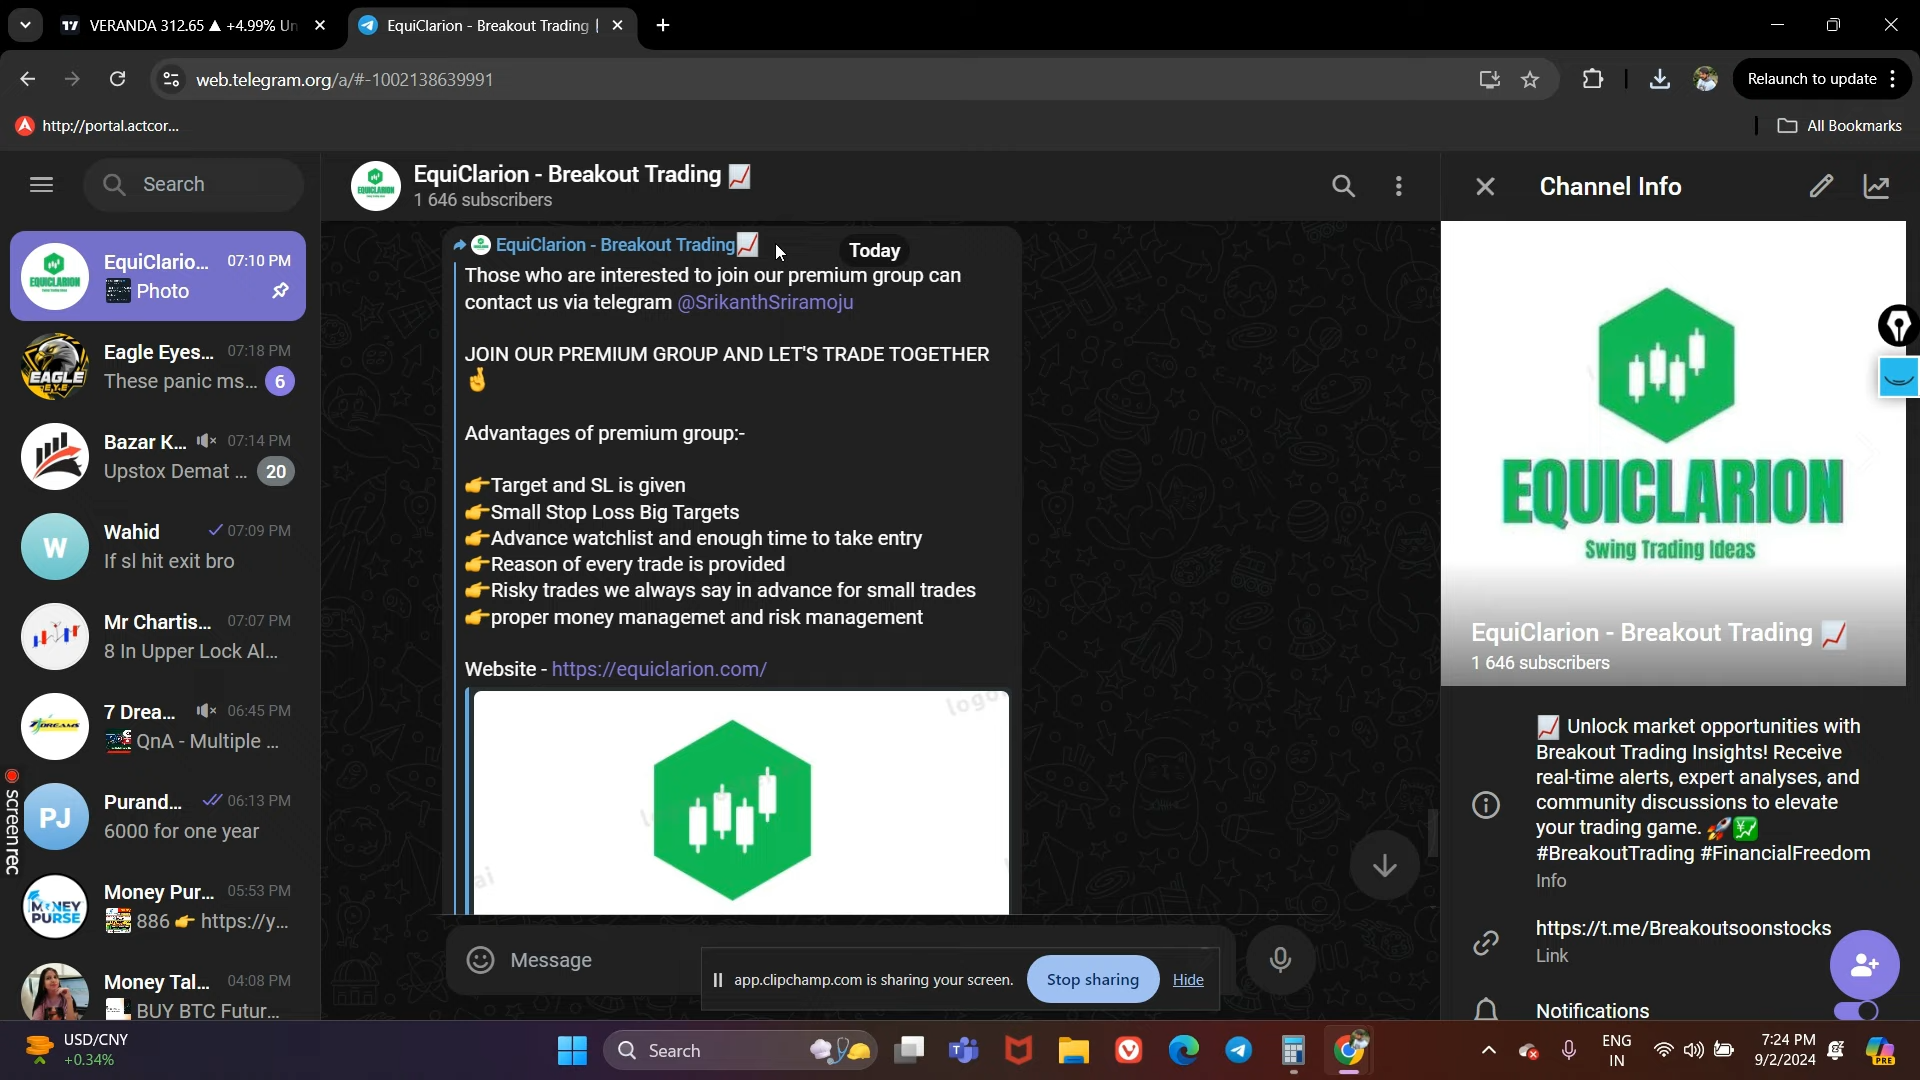 VERANDA 312.65 ▲ +4.99% Un
EquiClarion - Breakout Trading |
web.telegram.org/a/#-1002138639991
Relaunch to update
http://portal.actcor...
All Bookmarks
Search
EquiClario... 07:10 PM
Photo
Eagle Eyes... 07:18 PM
These panic ms... 6
EAGLE
EYE
Bazar K... 07:14 PM
Upstox Demat ... 20
W
Wahid 07:09 PM
If sl hit exit bro
Mr Chartis... 07:07 PM
8 In Upper Lock Al...
7 Drea... 06:45 PM
QnA - Multiple ...
7 DREAMS
PJ
Purand... 06:13 PM
6000 for one year
Money Pur... 05:53 PM
886 👉 https://y...
MONEY
PURSE
Money Tal... 04:08 PM
BUY BTC Futur...
screen rec
EquiClarion - Breakout Trading 📈
1 646 subscribers
EQUICLARION
EquiClarion - Breakout Trading📈
Today
Those who are interested to join our premium group can
contact us via telegram @SrikanthSriramoju
JOIN OUR PREMIUM GROUP AND LET'S TRADE TOGETHER
🤞
Advantages of premium group:-
👉Target and SL is given
👉Small Stop Loss Big Targets
👉Advance watchlist and enough time to take entry
👉Reason of every trade is provided
👉Risky trades we always say in advance for small trades
👉proper money managemet and risk management
Website - https://equiclarion.com/
Message
app.clipchamp.com is sharing your screen.
Stop sharing
Hide
Channel Info
EQUICLARION
Swing Trading Ideas
EquiClarion - Breakout Trading 📈
1 646 subscribers
📈 Unlock market opportunities with
Breakout Trading Insights! Receive
real-time alerts, expert analyses, and
community discussions to elevate
your trading game. 🚀💹
#BreakoutTrading #FinancialFreedom
Info
https://t.me/Breakoutsoonstocks
Link
Notifications
USD/CNY
+0.34%
Search
ENG
IN
7:24 PM
9/2/2024
PRE